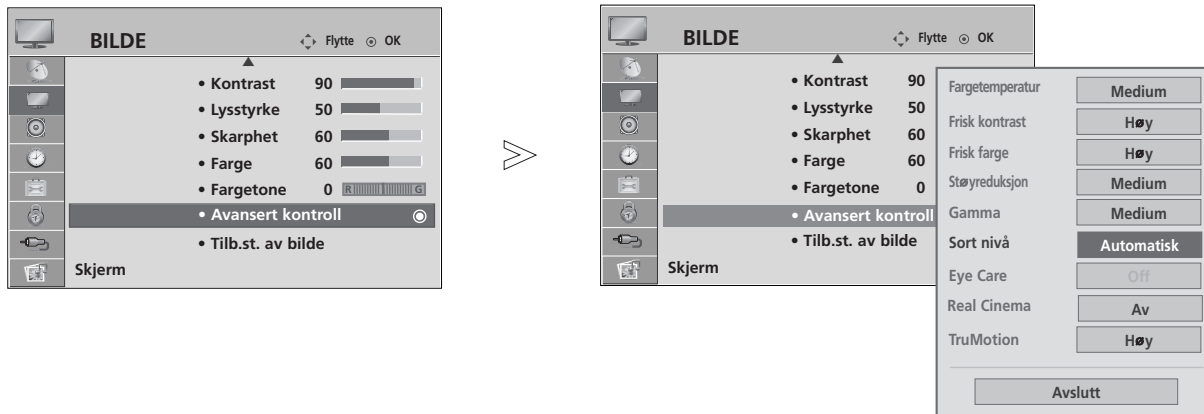 BILDE Flytte OK
• Kontrast 90
• Lysstyrke 50
• Skarphet 60
• Farge 60
• Fargetone 0 R G
• Avansert kontroll
• Tilb.st. av bilde
Skjerm
>>
BILDE Flytte OK
• Kontrast 90
• Lysstyrke 50
• Skarphet 60
• Farge 60
• Fargetone 0
• Avansert kontroll
• Tilb.st. av bilde
Skjerm
Fargetemperatur Medium
Frisk kontrast Høy
Frisk farge Høy
Støyreduksjon Medium
Gamma Medium
Sort nivå Automatisk
Eye Care Off
Real Cinema Av
TruMotion Høy
Avslutt